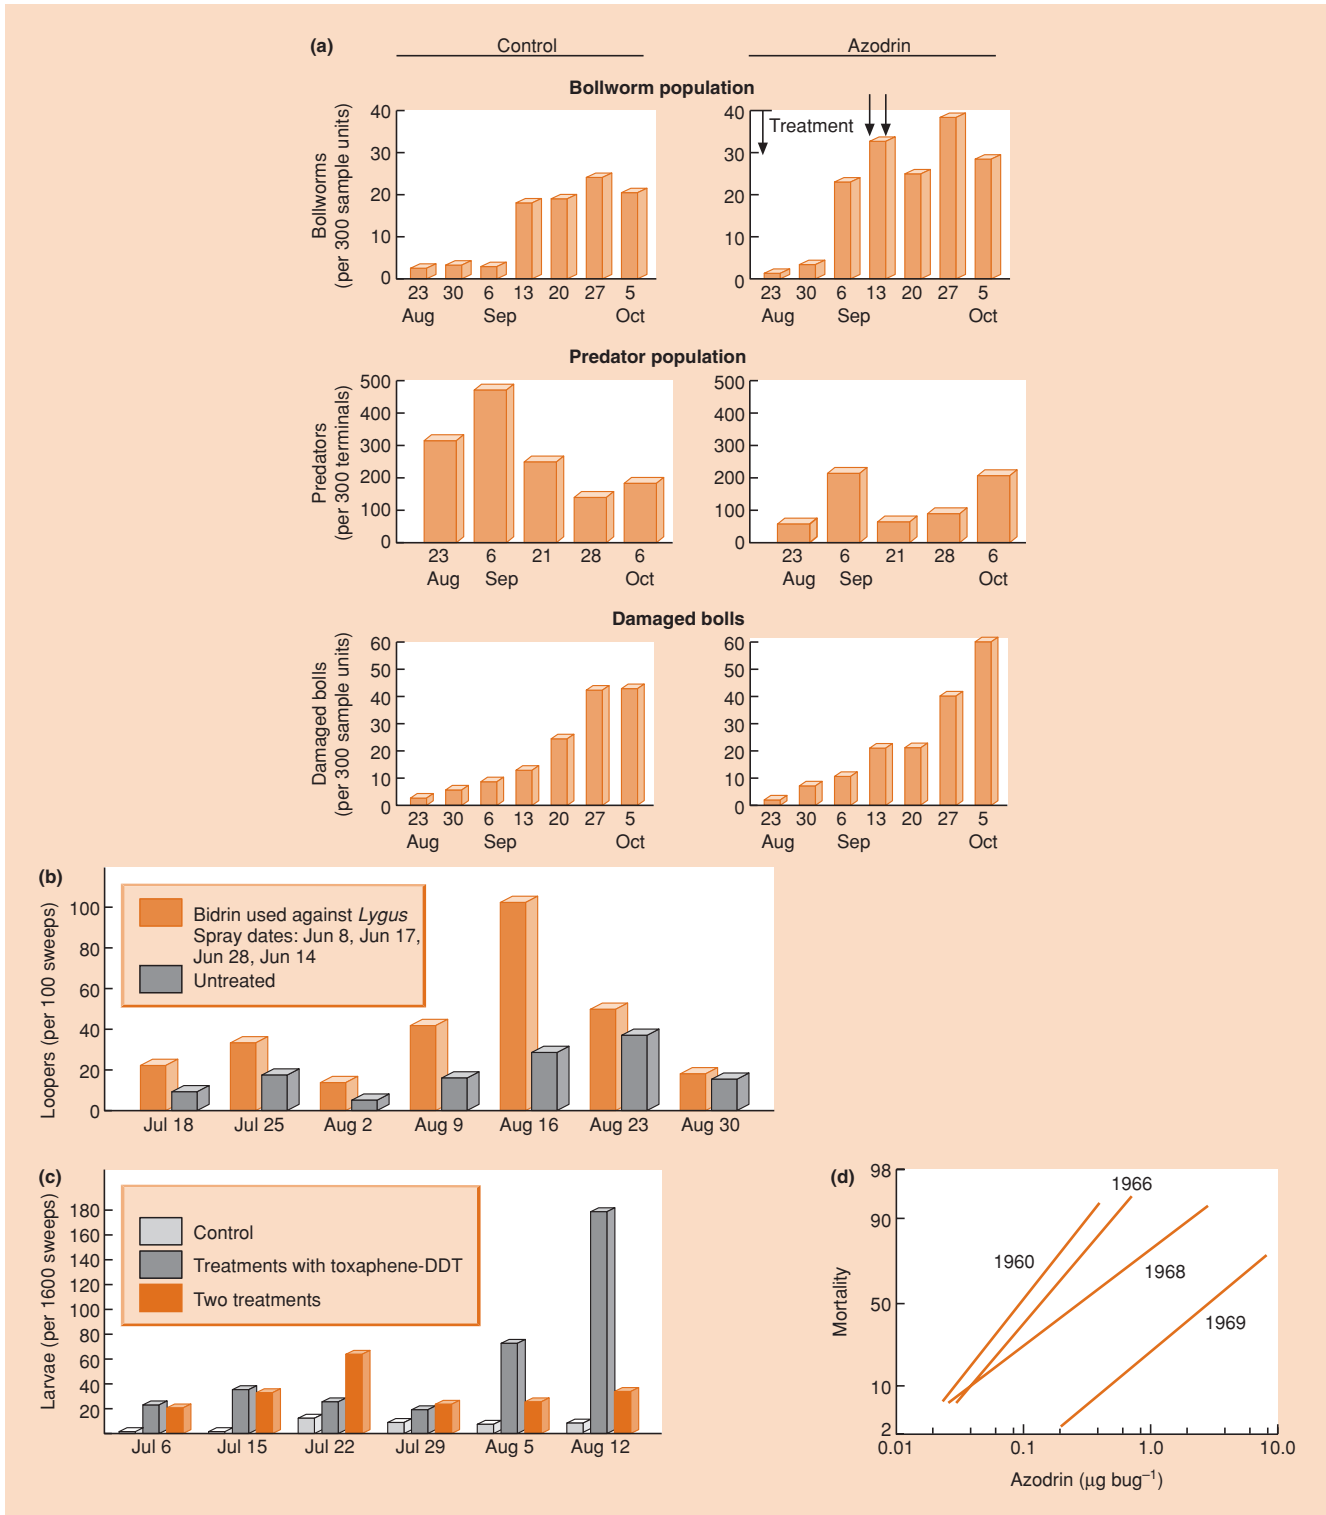 (a)
Control
Azodrin
Bollworm population
Bollworms
(per 300 sample units)
40
30
20
10
0
23 30 6 13 20 27 5
Aug Sep Oct
Treatment
40
30
20
10
0
23 30 6 13 20 27 5
Aug Sep Oct
Predator population
Predators
(per 300 terminals)
500
400
300
200
100
0
23 6 21 28 6
Aug Sep Oct
500
400
300
200
100
0
23 6 21 28 6
Aug Sep Oct
Damaged bolls
Damaged bolls
(per 300 sample units)
60
50
40
30
20
10
0
23 30 6 13 20 27 5
Aug Sep Oct
60
50
40
30
20
10
0
23 30 6 13 20 27 5
Aug Sep Oct
(b)
Loopers (per 100 sweeps)
100
80
60
40
20
0
Bidrin used against Lygus
Spray dates: Jun 8, Jun 17,
Jun 28, Jun 14
Untreated
Jul 18 Jul 25 Aug 2 Aug 9 Aug 16 Aug 23 Aug 30
(c)
Larvae (per 1600 sweeps)
180
160
140
120
100
80
60
40
20
Control
Treatments with toxaphene-DDT
Two treatments
Jul 6 Jul 15 Jul 22 Jul 29 Aug 5 Aug 12
(d)
Mortality
98
90
50
10
2
1966
1960
1968
1969
0.01 0.1 1.0 10.0
Azodrin (μg bug⁻¹)